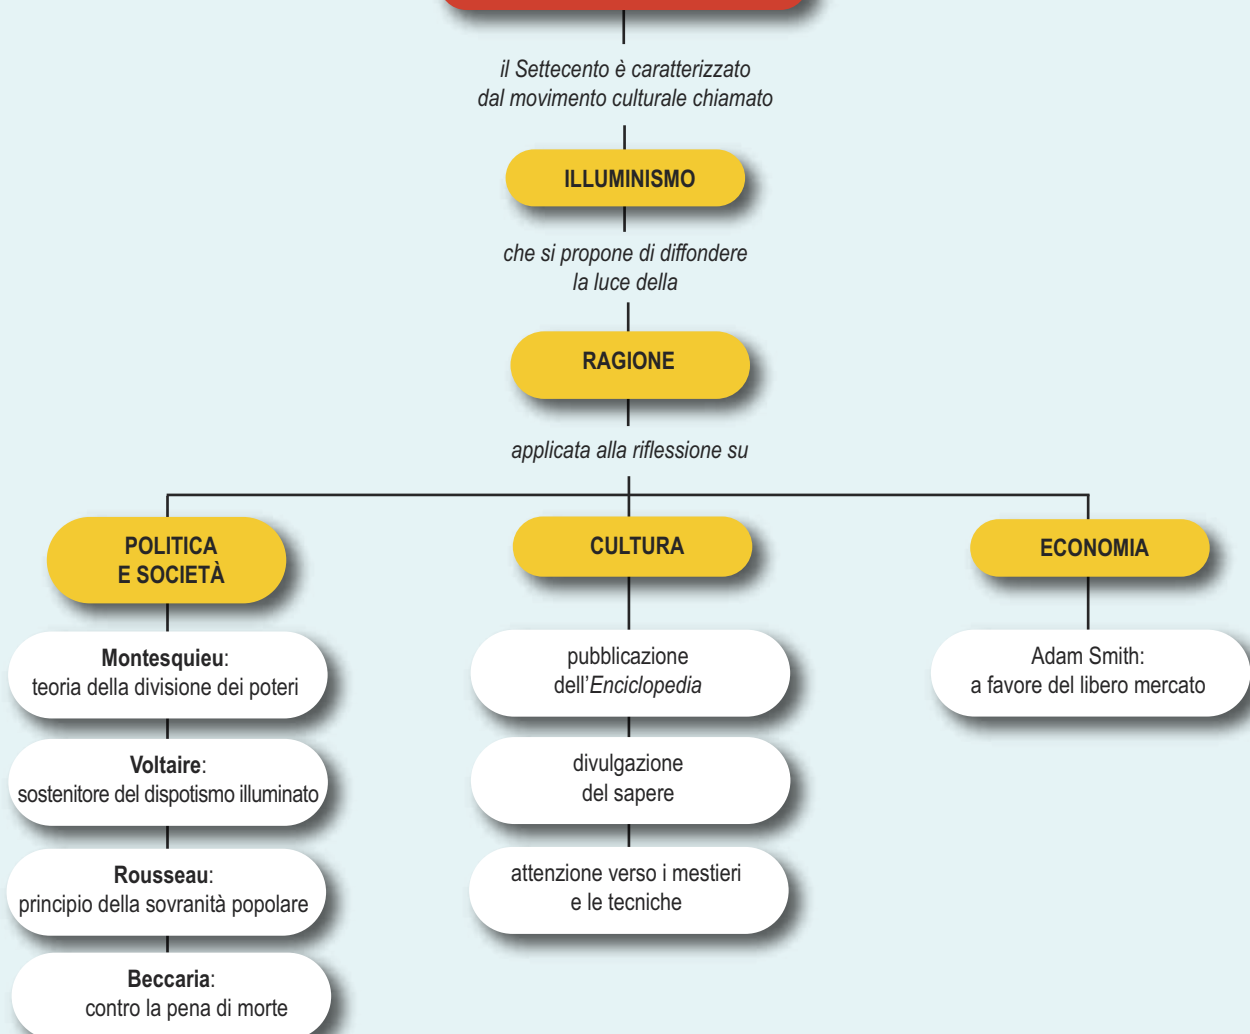 il Settecento è caratterizzato
dal movimento culturale chiamato
ILLUMINISMO
che si propone di diffondere
la luce della
RAGIONE
applicata alla riflessione su
POLITICA
E SOCIETÀ
Montesquieu:
teoria della divisione dei poteri
Voltaire:
sostenitore del dispotismo illuminato
Rousseau:
principio della sovranità popolare
Beccaria:
contro la pena di morte
CULTURA
pubblicazione
dell'Enciclopedia
divulgazione
del sapere
attenzione verso i mestieri
e le tecniche
ECONOMIA
Adam Smith:
a favore del libero mercato